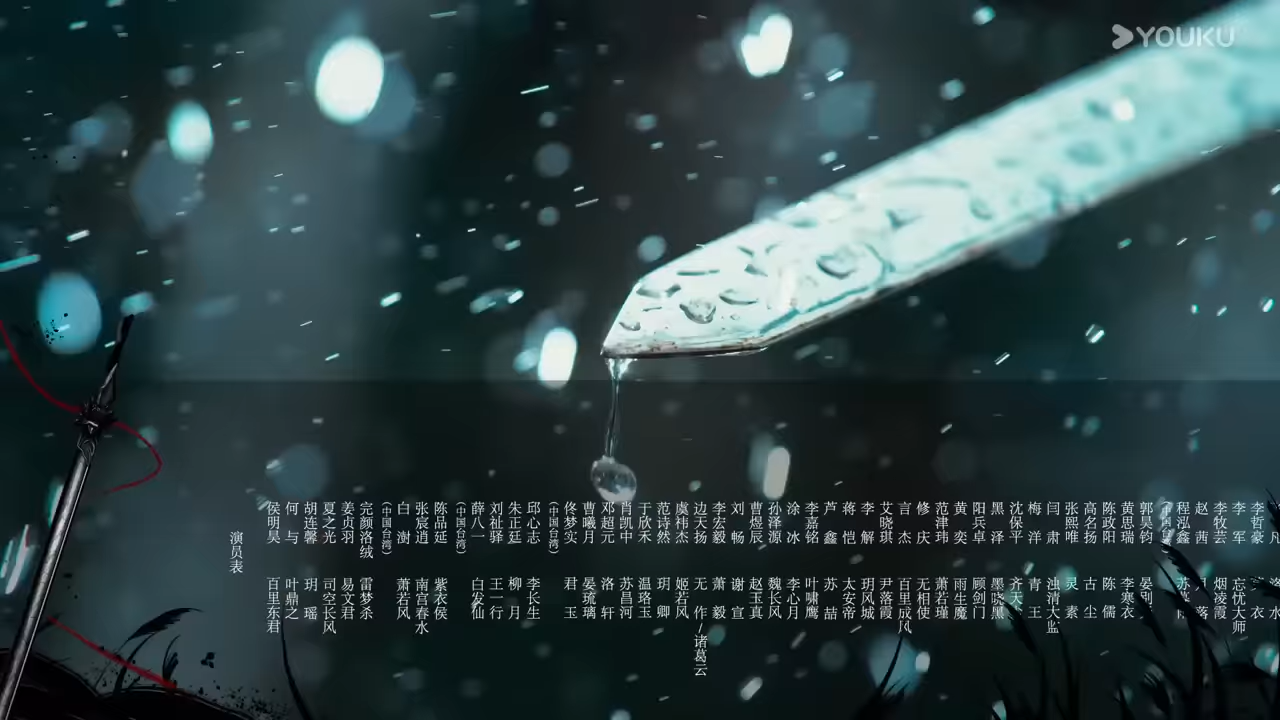 演员表
侯明昊 百里东君
何与 叶鼎之
胡连馨 玥瑶
夏之光 司空长风
姜贞羽 易文君
完颜洛绒 雷梦杀
(中国台湾)
白 萧若风
张宸逍 南宫春水
陈品延 紫衣侯
(中国台湾)
薛八一 白发仙
刘祉驿 王一行
朱正廷 柳月
邱心志 李长生
(中国台湾)
佟梦实 君玉
曹曦月 晏琉璃
邓超元 洛轩
肖凯中 苏昌河
于欣禾 温珞玉
范诗然 玥卿
虞祎杰 姬若风
边天扬 无作/诸葛云
李宏毅 萧毅
刘畅 谢宣
曹煜辰 赵玉真
孙泽源 魏长风
涂冰 李心月
李嘉铭 叶啸鹰
芦鑫 苏喆
蒋恺 太安帝
李解 玥风城
艾晓琪 尹落霞
言杰 百里成风
修庆 无相使
范津玮 萧若瑾
黄奕 雨生魔
阳兵卓 顾剑门
黑泽 洛晓黑
沈保平 齐天
梅洋 青王
闫肃 浊清大监
张熙唯 灵素
高名扬 古尘
陈政阳 陈儒
黄思瑞 李寒衣
郭昊钧 晏别
程泓鑫 苏
赵茜 落
李牧芸 烟凌霞
李军 忘忧大师
李哲豪 衣
YOUKU